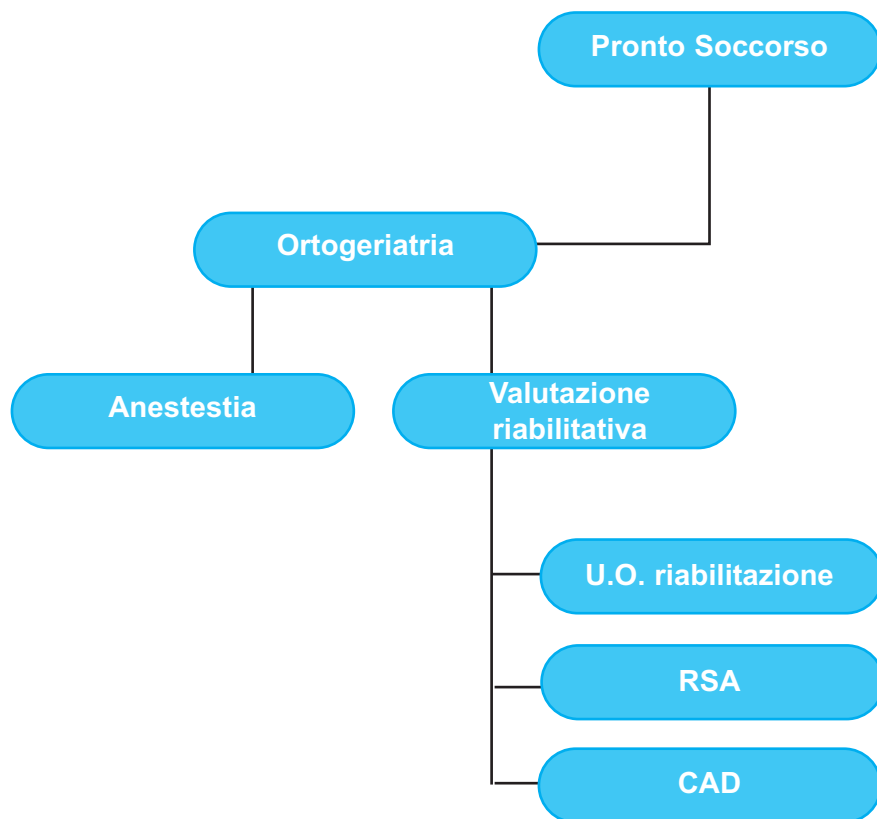 Pronto Soccorso
Ortogeriatria
Anestestia
Valutazione
riabilitativa
U.O. riabilitazione
RSA
CAD